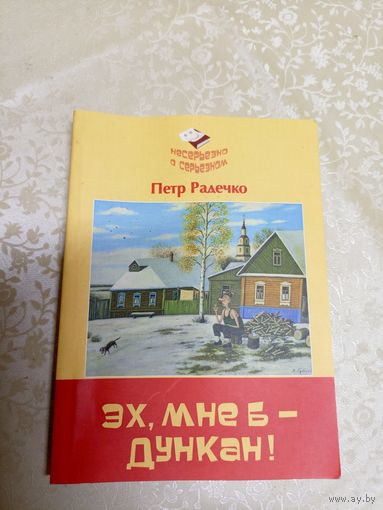 несерьезно
о серьезном
Петр Радечко
ЭХ, МНЕ Б –
ДУНКАН!
www.ay.by